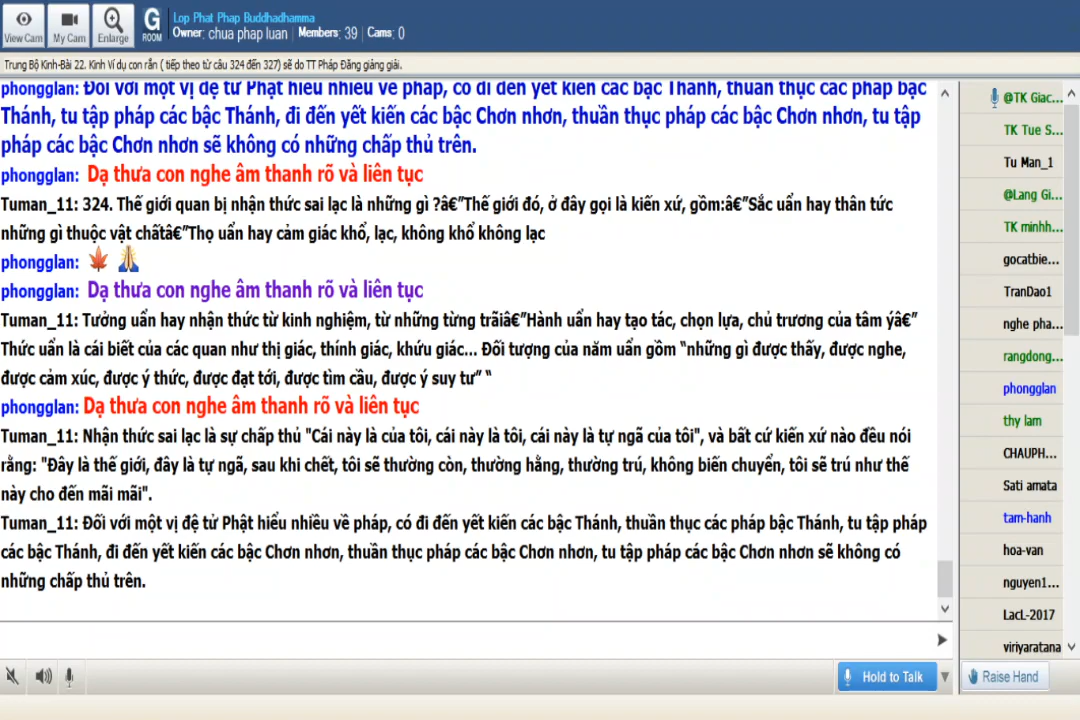 View Cam
My Cam
Enlarge
G
ROOM
Lop Phat Phap Buddhadhamma
Owner: chua phap luan | Members: 39 | Cams: 0
Trung Bộ Kinh-Bài 22. Kinh Ví dụ con rắn ( tiếp theo từ câu 324 đến 327) sẽ do TT Pháp Đăng giảng giải.
phongglan: Đối với một vị đệ tử Phật hiểu nhiều về pháp, có đi đến yết kiến các bậc Thánh, thuần thục các pháp bậc
Thánh, tu tập pháp các bậc Thánh, đi đến yết kiến các bậc Chơn nhơn, thuần thục pháp các bậc Chơn nhơn, tu tập
pháp các bậc Chơn nhơn sẽ không có những chấp thủ trên.
phongglan: Dạ thưa con nghe âm thanh rõ và liên tục
Tuman_11: 324. Thế giới quan bị nhận thức sai lạc là những gì ?â€”Thế giới đó, ở đây gọi là kiến xứ, gồm:â€”Sắc uẩn hay thân tức
những gì thuộc vật chấtâ€”Thọ uẩn hay cảm giác khổ, lạc, không khổ không lạc
phongglan:
phongglan: Dạ thưa con nghe âm thanh rõ và liên tục
Tuman_11: Tưởng uẩn hay nhận thức từ kinh nghiệm, từ những từng trãiâ€”Hành uẩn hay tạo tác, chọn lựa, chủ trương của tâm ýâ€”
Thức uẩn là cái biết của các quan như thị giác, thính giác, khứu giác... Đối tượng của năm uẩn gồm “những gì được thấy, được nghe,
được cảm xúc, được ý thức, được đạt tới, được tìm cầu, được ý suy tư” “
phongglan: Dạ thưa con nghe âm thanh rõ và liên tục
Tuman_11: Nhận thức sai lạc là sự chấp thủ "Cái này là của tôi, cái này là tôi, cái này là tự ngã của tôi", và bất cứ kiến xứ nào đều nói
rằng: "Đây là thế giới, đây là tự ngã, sau khi chết, tôi sẽ thường còn, thường hằng, thường trú, không biến chuyển, tôi sẽ trú như thế
này cho đến mãi mãi".
Tuman_11: Đối với một vị đệ tử Phật hiểu nhiều về pháp, có đi đến yết kiến các bậc Thánh, thuần thục các pháp bậc Thánh, tu tập pháp
các bậc Thánh, đi đến yết kiến các bậc Chơn nhơn, thuần thục pháp các bậc Chơn nhơn, tu tập pháp các bậc Chơn nhơn sẽ không có
những chấp thủ trên.
@TK Giac...
TK Tue S...
Tu Man_1
@Lang Gi...
TK minhh...
gocatbie...
TranDao1
nghe pha...
rangdong...
phongglan
thy lam
CHAUPH...
Sati amata
tam-hanh
hoa-van
nguyen1...
LacL-2017
viriyaratana
Hold to Talk
Raise Hand